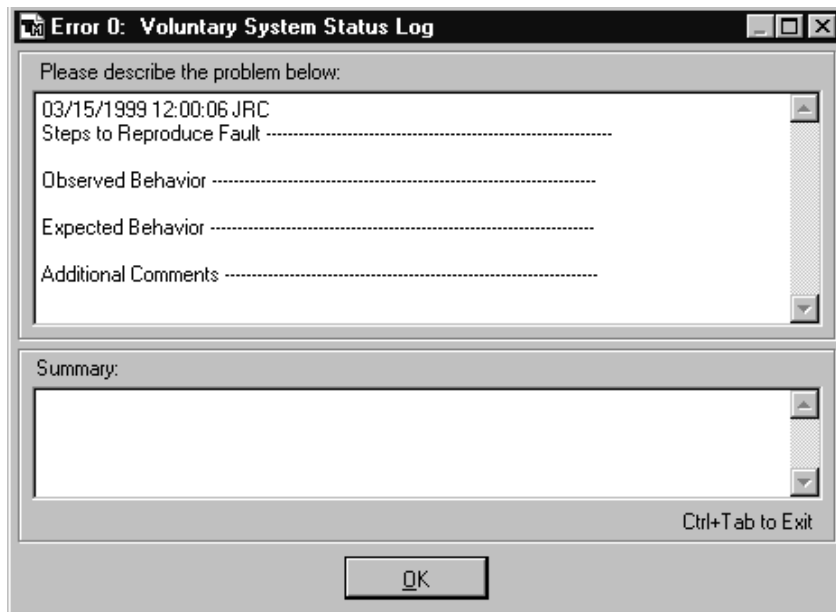 Error 0: Voluntary System Status Log
Please describe the problem below:
03/15/1999 12:00:06 JRC
Steps to Reproduce Fault ------------------------------------------------------------------
Observed Behavior ------------------------------------------------------------------
Expected Behavior ------------------------------------------------------------------
Additional Comments ----------------------------------------------------------------
Summary:
Ctrl+Tab to Exit
OK